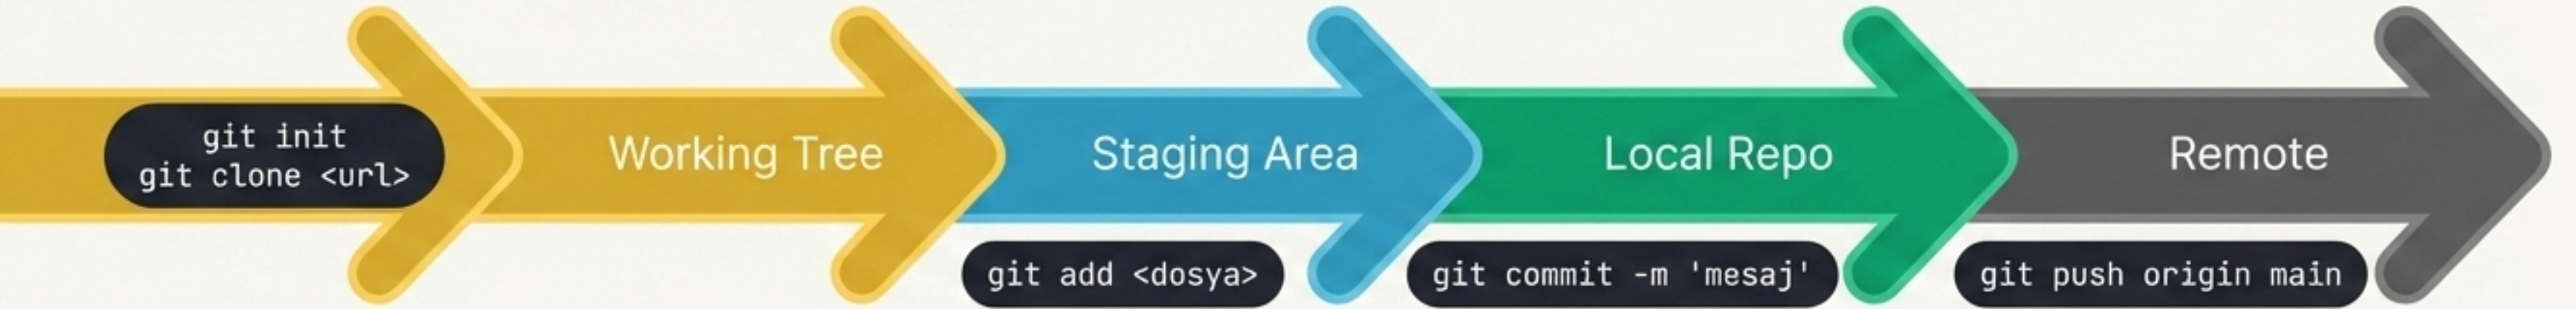 git init
git clone <url>
Working Tree
Staging Area
Local Repo
Remote
git add <dosya>
git commit -m 'mesaj'
git push origin main